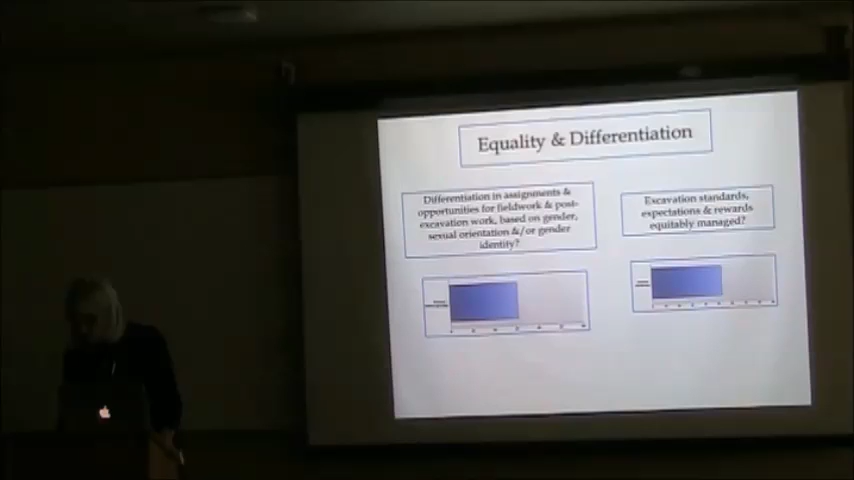 Equality & Differentiation
Differentiation in assignments &
opportunities for fieldwork & post-
excavation work, based on gender,
sexual orientation &/or gender
identity?
Excavation standards,
expectations & rewards
equitably managed?